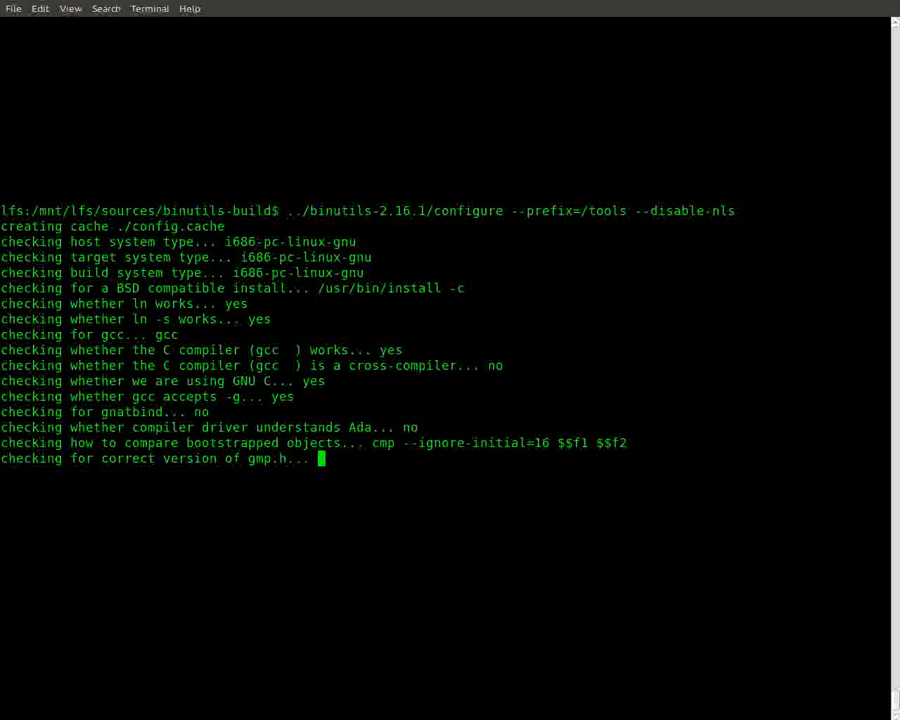 File Edit View Search Terminal Help
lfs:/mnt/lfs/sources/binutils-build$ ../binutils-2.16.1/configure --prefix=/tools --disable-nls
creating cache ./config.cache
checking host system type... i686-pc-linux-gnu
checking target system type... i686-pc-linux-gnu
checking build system type... i686-pc-linux-gnu
checking for a BSD compatible install... /usr/bin/install -c
checking whether ln works... yes
checking whether ln -s works... yes
checking for gcc... gcc
checking whether the C compiler (gcc  ) works... yes
checking whether the C compiler (gcc  ) is a cross-compiler... no
checking whether we are using GNU C... yes
checking whether gcc accepts -g... yes
checking for gnatbind... no
checking whether compiler driver understands Ada... no
checking how to compare bootstrapped objects... cmp --ignore-initial=16 $$f1 $$f2
checking for correct version of gmp.h...